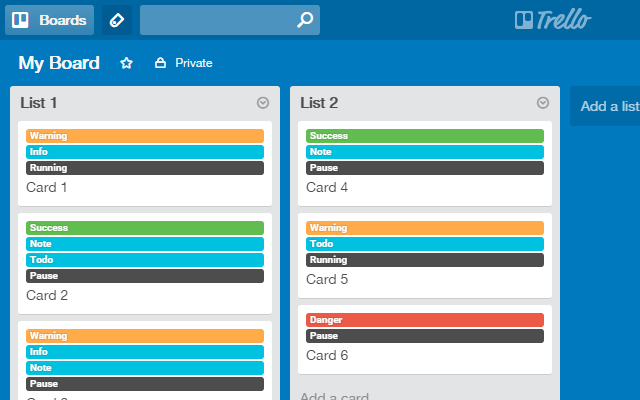 Boards
Trello
My Board
Private
List 1
Warning
Info
Running
Card 1
Success
Note
Todo
Pause
Card 2
Warning
Info
Note
Pause
List 2
Success
Note
Pause
Card 4
Warning
Todo
Running
Card 5
Danger
Pause
Card 6
Add a card
Add a list